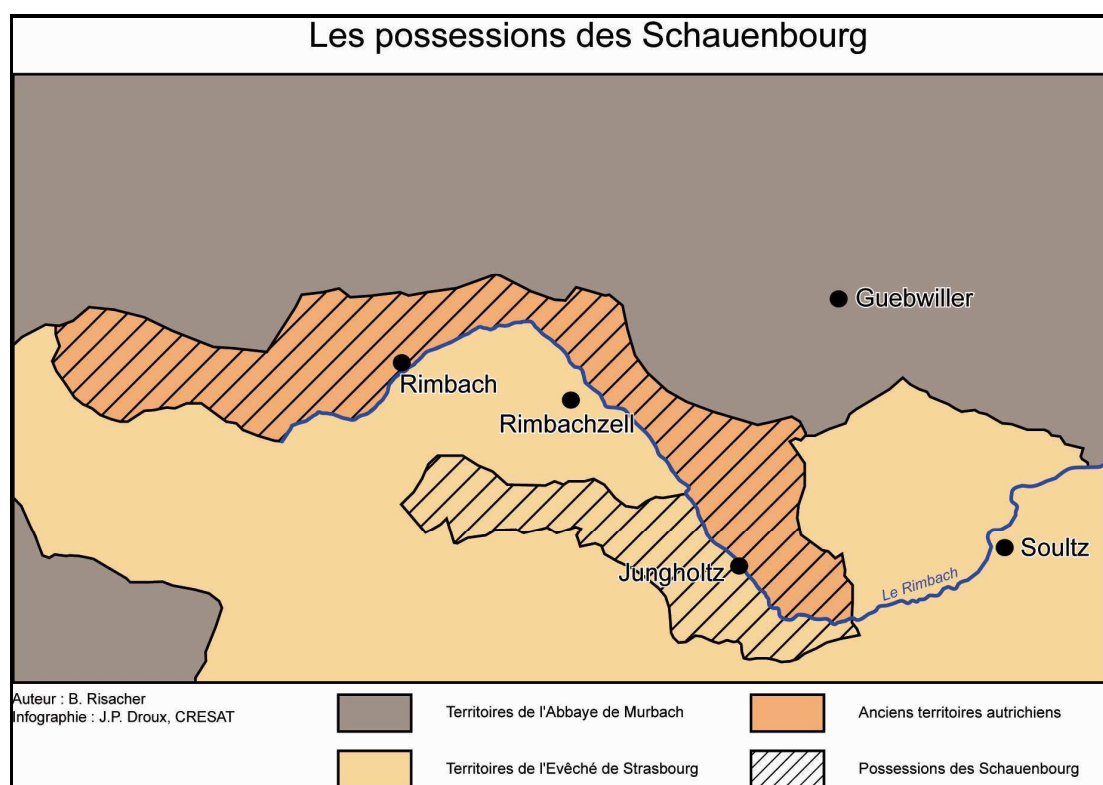 Les possessions des Schauenbourg
Guebwiller
Rimbach
Rimbachzell
Jungholtz
Soultz
Le Rimbach
Auteur : B. Risacher
Infographie : J.P. Droux, CRESAT
Territoires de l'Abbaye de Murbach
Anciens territoires autrichiens
Territoires de l'Evêché de Strasbourg
Possessions des Schauenbourg